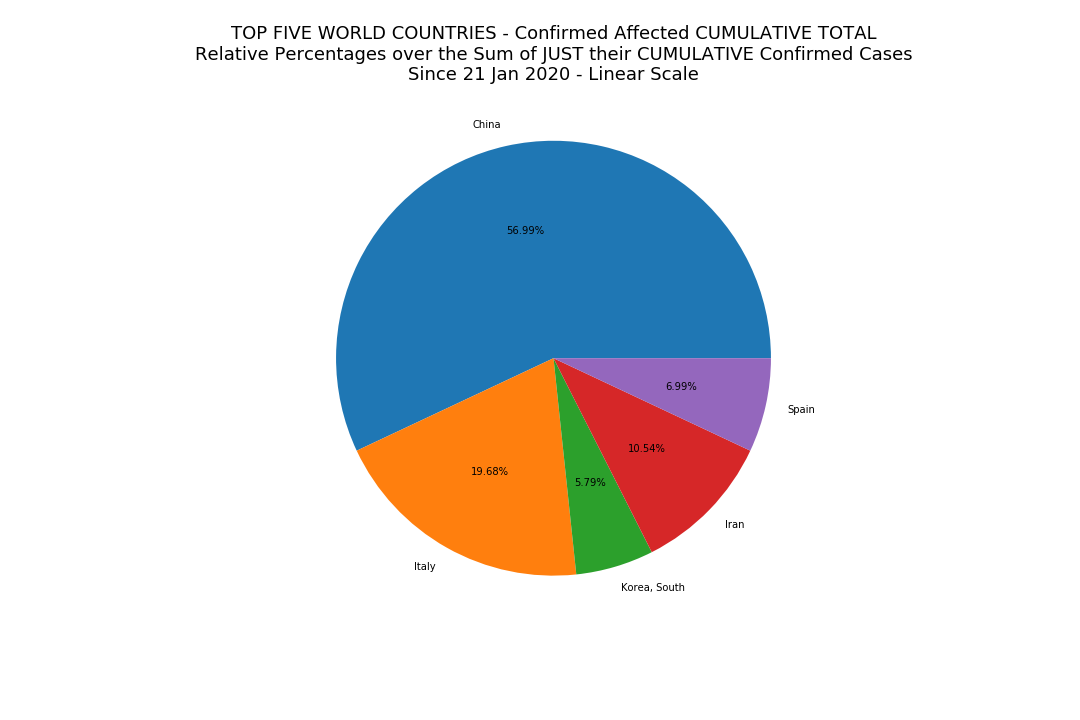 TOP FIVE WORLD COUNTRIES - Confirmed Affected CUMULATIVE TOTAL
Relative Percentages over the Sum of JUST their CUMULATIVE Confirmed Cases
Since 21 Jan 2020 - Linear Scale
China
56.99%
6.99%
Spain
10.54%
19.68%
5.79%
Iran
Italy
Korea, South